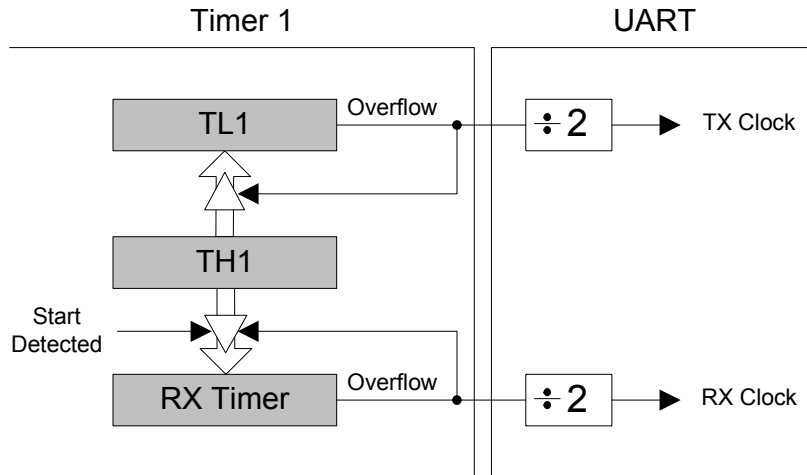 Timer 1
UART
TL1
Overflow
÷ 2
TX Clock
TH1
Start
Detected
RX Timer
Overflow
÷ 2
RX Clock